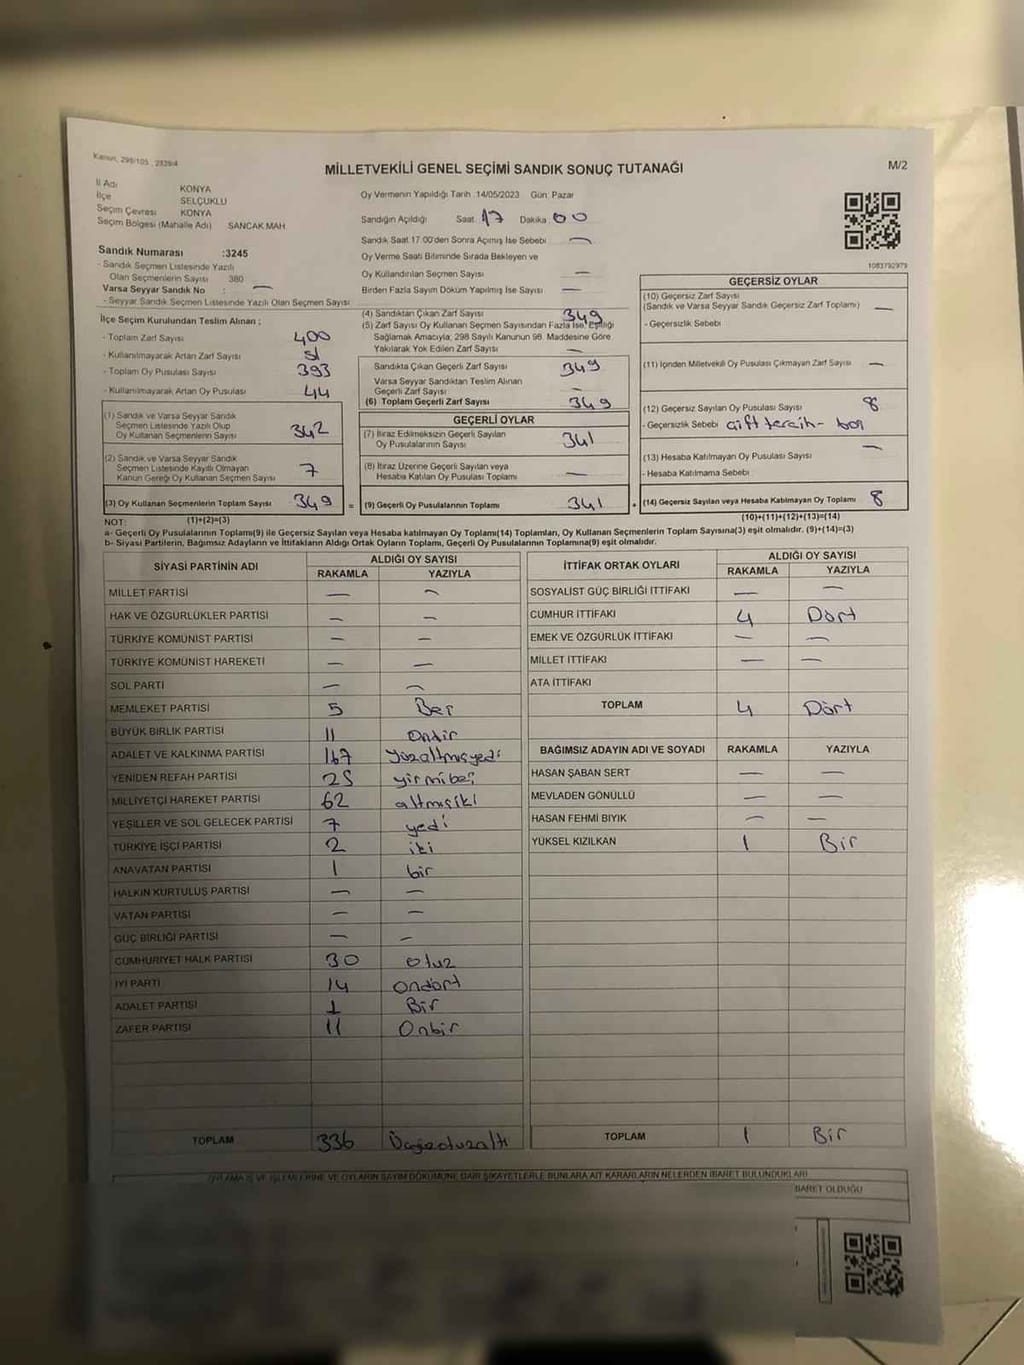 Kanun, 298/105 , 2839/4
MİLLETVEKİLİ GENEL SEÇİMİ SANDIK SONUÇ TUTANAĞI
M/2
İl Adı KONYA
İlçe SELÇUKLU
Seçim Çevresi KONYA
Seçim Bölgesi (Mahalle Adı) SANCAK MAH
Sandık Numarası :3245
- Sandık Seçmen Listesinde Yazılı
Olan Seçmenlerin Sayısı 380
Varsa Seyyar Sandık No : —
- Seyyar Sandık Seçmen Listesinde Yazılı Olan Seçmen Sayısı
İlçe Seçim Kurulundan Teslim Alınan ;
- Toplam Zarf Sayısı 400
- Kullanılmayarak Artan Zarf Sayısı 51
- Toplam Oy Pusulası Sayısı 393
- Kullanılmayarak Artan Oy Pusulası 44
(1) Sandık ve Varsa Seyyar Sandık
Seçmen Listesinde Yazılı Olup
Oy Kullanan Seçmenlerin Sayısı 342
(2) Sandık ve Varsa Seyyar Sandık
Seçmen Listesinde Kayıtlı Olmayan
Kanun Gereği Oy Kullanan Seçmen Sayısı 7
(3) Oy Kullanan Seçmenlerin Toplam Sayısı 349
(1)+(2)=(3)
Oy Vermenin Yapıldığı Tarih :14/05/2023 Gün: Pazar
Sandığın Açıldığı Saat 17 Dakika 00
Sandık Saat 17.00'den Sonra Açılmış İse Sebebi —
Oy Verme Saati Bitiminde Sırada Bekleyen ve
Oy Kullandırılan Seçmen Sayısı —
Birden Fazla Sayım Döküm Yapılmış İse Sayısı —
(4) Sandıktan Çıkan Zarf Sayısı 349
(5) Zarf Sayısı Oy Kullanan Seçmen Sayısından Fazla İse, Eşitliği
Sağlamak Amacıyla, 298 Sayılı Kanunun 98. Maddesine Göre
Yakılarak Yok Edilen Zarf Sayısı —
Sandıkta Çıkan Geçerli Zarf Sayısı 349
Varsa Seyyar Sandıktan Teslim Alınan
Geçerli Zarf Sayısı —
(6) Toplam Geçerli Zarf Sayısı 349
GEÇERLİ OYLAR
(7) İtiraz Edilmeksizin Geçerli Sayılan
Oy Pusulalarının Sayısı 341
(8) İtiraz Üzerine Geçerli Sayılan veya
Hesaba Katılan Oy Pusulası Toplamı —
= (9) Geçerli Oy Pusulalarının Toplamı 341
1083792979
GEÇERSİZ OYLAR
(10) Geçersiz Zarf Sayısı
(Sandık ve Varsa Seyyar Sandık Geçersiz Zarf Toplamı) —
- Geçersizlik Sebebi
(11) İçinden Milletvekili Oy Pusulası Çıkmayan Zarf Sayısı —
(12) Geçersiz Sayılan Oy Pusulası Sayısı 8
- Geçersizlik Sebebi çift tercih - boş
(13) Hesaba Katılmayan Oy Pusulası Sayısı —
- Hesaba Katılmama Sebebi
+ (14) Geçersiz Sayılan veya Hesaba Katılmayan Oy Toplamı 8
(10)+(11)+(12)+(13)=(14)
NOT:
a- Geçerli Oy Pusulalarının Toplamı(9) ile Geçersiz Sayılan veya Hesaba katılmayan Oy Toplamı(14) Toplamları, Oy Kullanan Seçmenlerin Toplam Sayısına(3) eşit olmalıdır. (9)+(14)=(3)
b- Siyasi Partilerin, Bağımsız Adayların ve İttifakların Aldığı Ortak Oyların Toplamı, Geçerli Oy Pusulalarının Toplamına(9) eşit olmalıdır.
SİYASİ PARTİNİN ADI ALDIĞI OY SAYISI
RAKAMLA YAZIYLA
MİLLET PARTİSİ — —
HAK VE ÖZGÜRLÜKLER PARTİSİ — —
TÜRKİYE KOMÜNİST PARTİSİ — —
TÜRKİYE KOMÜNİST HAREKETİ — —
SOL PARTİ — —
MEMLEKET PARTİSİ 5 Beş
BÜYÜK BİRLİK PARTİSİ 11 Onbir
ADALET VE KALKINMA PARTİSİ 167 yüzaltmışyedi
YENİDEN REFAH PARTİSİ 25 yirmibeş
MİLLİYETÇİ HAREKET PARTİSİ 62 altmışiki
YEŞİLLER VE SOL GELECEK PARTİSİ 7 yedi
TÜRKİYE İŞÇİ PARTİSİ 2 iki
ANAVATAN PARTİSİ 1 bir
HALKIN KURTULUŞ PARTİSİ — —
VATAN PARTİSİ — —
GÜÇ BİRLİĞİ PARTİSİ — —
CUMHURİYET HALK PARTİSİ 30 otuz
İYİ PARTİ 14 Ondört
ADALET PARTİSİ 1 Bir
ZAFER PARTİSİ 11 Onbir
TOPLAM 336 Üçyüzotuzaltı
İTTİFAK ORTAK OYLARI ALDIĞI OY SAYISI
RAKAMLA YAZIYLA
SOSYALİST GÜÇ BİRLİĞİ İTTİFAKI — —
CUMHUR İTTİFAKI 4 Dört
EMEK VE ÖZGÜRLÜK İTTİFAKI — —
MİLLET İTTİFAKI — —
ATA İTTİFAKI
TOPLAM 4 Dört
BAĞIMSIZ ADAYIN ADI VE SOYADI RAKAMLA YAZIYLA
HASAN ŞABAN SERT — —
MEVLADEN GÖNÜLLÜ — —
HASAN FEHMİ BIYIK — —
YÜKSEL KIZILKAN 1 Bir
TOPLAM 1 Bir
OYLAMA İŞ VE İŞLEMLERİNE VE OYLARIN SAYIM DÖKÜMÜNE DAİR ŞİKAYETLERLE BUNLARA AİT KARARLARIN NELERDEN İBARET BULUNDUKLARI
BARET OLDUĞU